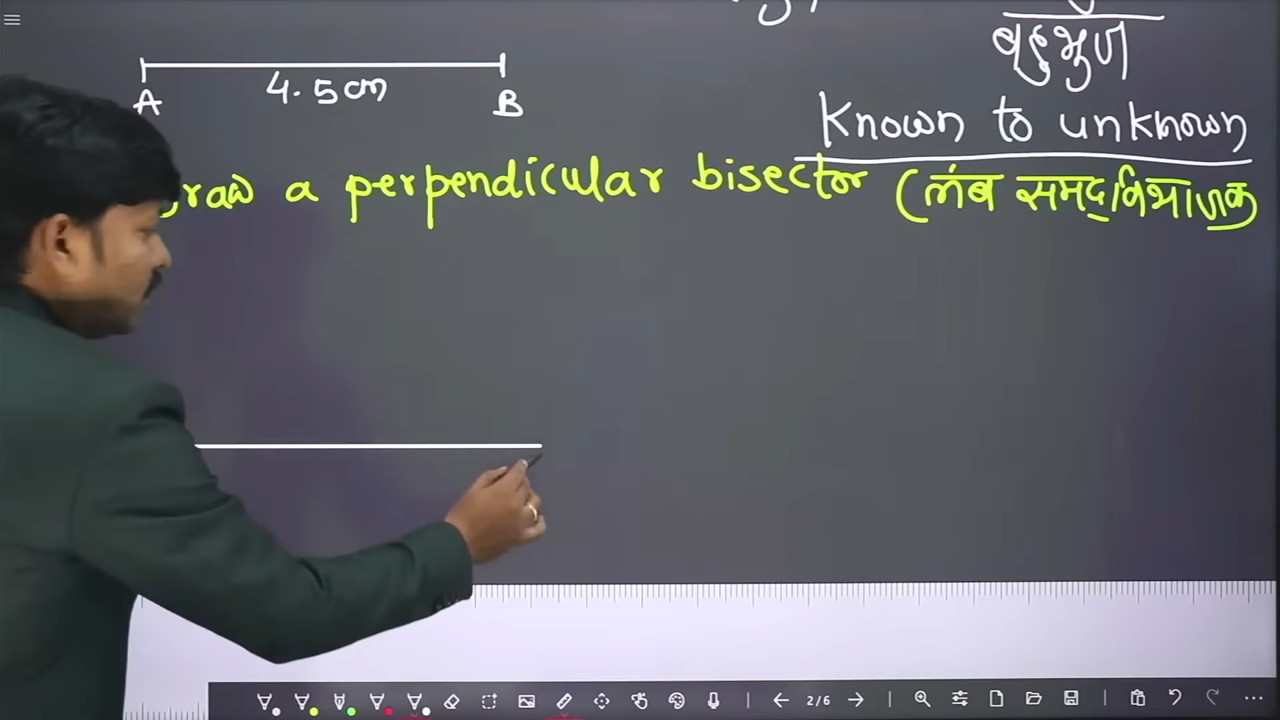 बहुभुज
4.5cm
A B
Known to unknown
raw a perpendicular bisector (लंब समद्विभाजक
2/6